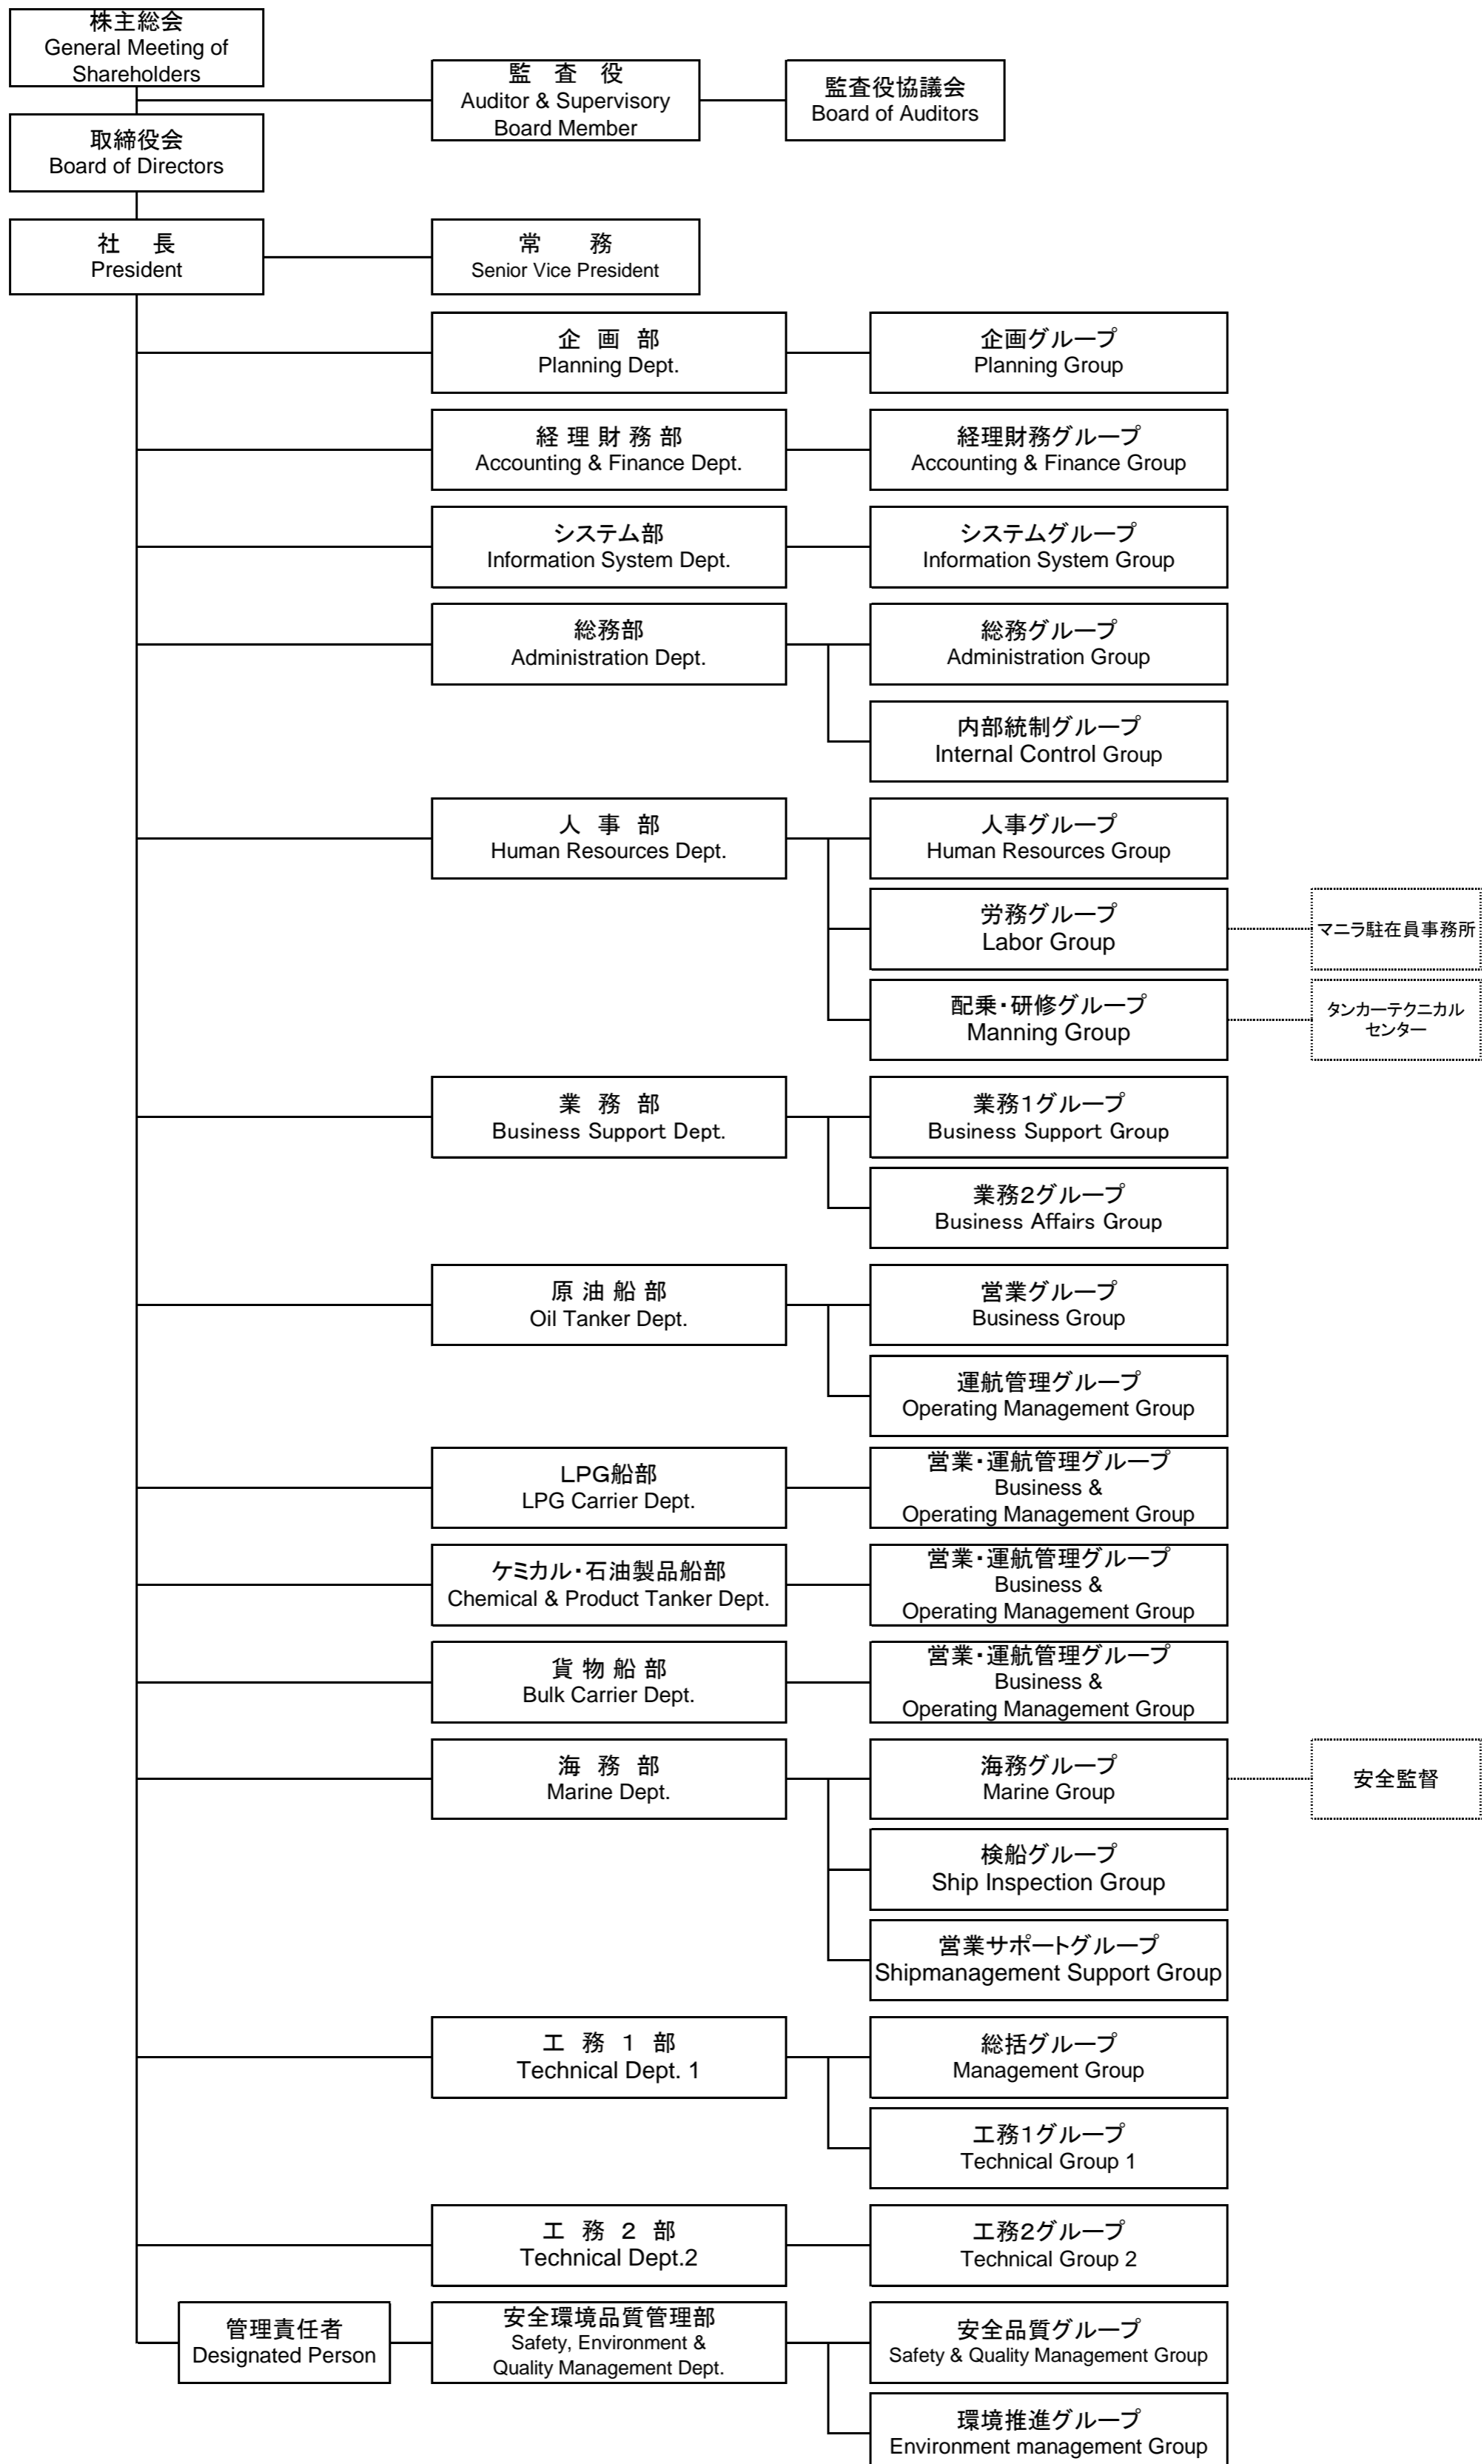 株主総会
General Meeting of
Shareholders
監 査 役
Auditor & Supervisory
Board Member
監査役協議会
Board of Auditors
取締役会
Board of Directors
社 長
President
常 務
Senior Vice President
企 画 部
Planning Dept.
企画グループ
Planning Group
経 理 財 務 部
Accounting & Finance Dept.
経理財務グループ
Accounting & Finance Group
システム部
Information System Dept.
システムグループ
Information System Group
総務部
Administration Dept.
総務グループ
Administration Group
内部統制グループ
Internal Control Group
人 事 部
Human Resources Dept.
人事グループ
Human Resources Group
労務グループ
Labor Group
マニラ駐在員事務所
配乗・研修グループ
Manning Group
タンカーテクニカル
センター
業 務 部
Business Support Dept.
業務1グループ
Business Support Group
業務2グループ
Business Affairs Group
原 油 船 部
Oil Tanker Dept.
営業グループ
Business Group
運航管理グループ
Operating Management Group
LPG船部
LPG Carrier Dept.
営業・運航管理グループ
Business &
Operating Management Group
ケミカル・石油製品船部
Chemical & Product Tanker Dept.
営業・運航管理グループ
Business &
Operating Management Group
貨 物 船 部
Bulk Carrier Dept.
営業・運航管理グループ
Business &
Operating Management Group
海 務 部
Marine Dept.
海務グループ
Marine Group
安全監督
検船グループ
Ship Inspection Group
営業サポートグループ
Shipmanagement Support Group
工 務 1 部
Technical Dept. 1
総括グループ
Management Group
工務1グループ
Technical Group 1
工 務 2 部
Technical Dept.2
工務2グループ
Technical Group 2
管理責任者
Designated Person
安全環境品質管理部
Safety, Environment &
Quality Management Dept.
安全品質グループ
Safety & Quality Management Group
環境推進グループ
Environment management Group